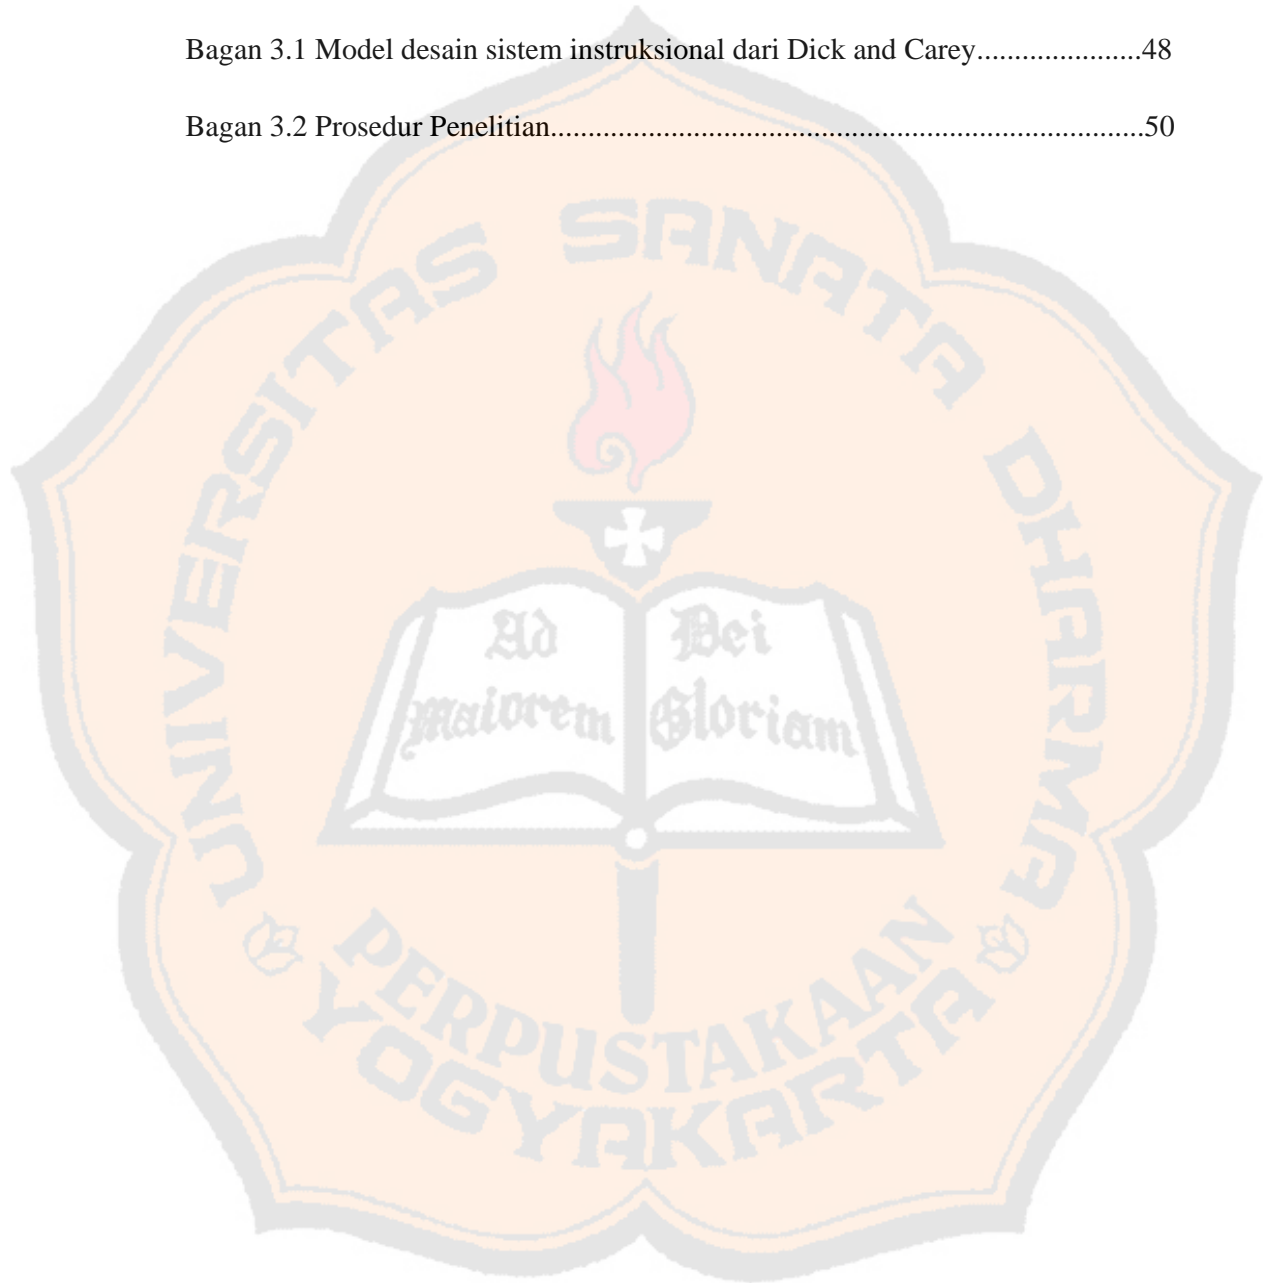 Bagan 3.1 Model desain sistem instruksional dari Dick and Carey......................48
Bagan 3.2 Prosedur Penelitian...............................................................................50
UNIVERSITAS SANATA DHARMA
Ad Dei
maiorem Gloriam
PERPUSTAKAAN
YOGYAKARTA